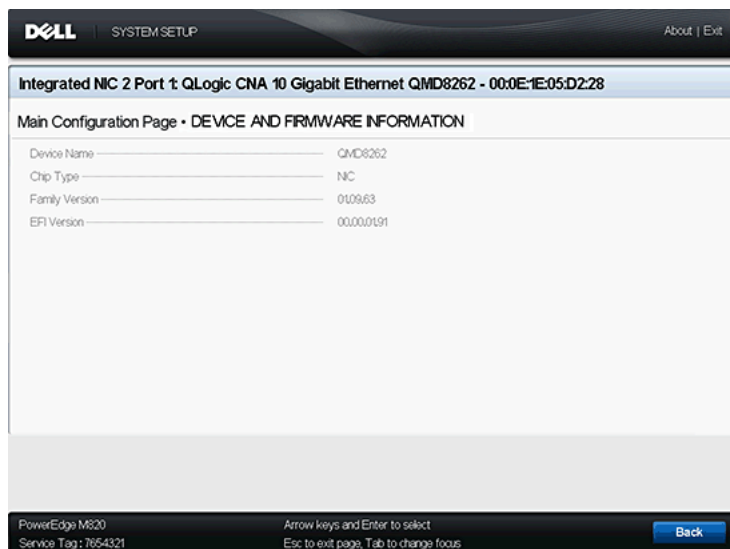 DELL
SYSTEM SETUP
About | Exit
Integrated NIC 2 Port 1: QLogic CNA 10 Gigabit Ethernet QMD8262 - 00:0E:1E:05:D2:28
Main Configuration Page • DEVICE AND FIRMWARE INFORMATION
Device Name QMD8262
Chip Type NIC
Family Version 01.09.63
EFI Version 00.00.01.91
PowerEdge M820
Service Tag : 7654321
Arrow keys and Enter to select
Esc to exit page, Tab to change focus
Back